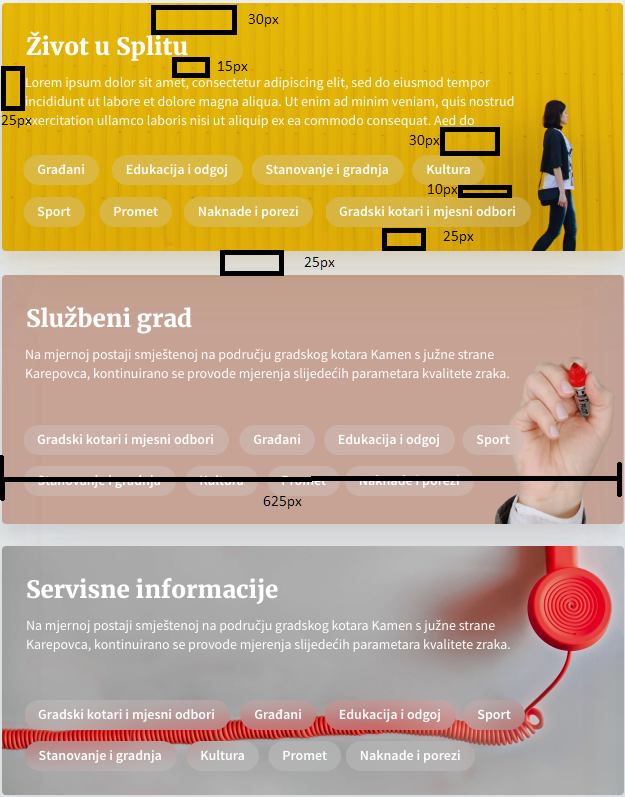 30px
Život u Splitu
15px
Lorem ipsum dolor sit amet, consectetur adipiscing elit, sed do eiusmod tempor
incididunt ut labore et dolore magna aliqua. Ut enim ad minim veniam, quis nostrud
25px exercitation ullamco laboris nisi ut aliquip ex ea commodo consequat. Aed do
30px
Građani Edukacija i odgoj Stanovanje i gradnja Kultura
10px
Sport Promet Naknade i porezi Gradski kotari i mjesni odbori
25px
25px
Službeni grad
Na mjernoj postaji smještenoj na području gradskog kotara Kamen s južne strane
Karepovca, kontinuirano se provode mjerenja slijedećih parametara kvalitete zraka.
Gradski kotari i mjesni odbori Građani Edukacija i odgoj Sport
Stanovanje i gradnja Kultura Promet Naknade i porezi
625px
Servisne informacije
Na mjernoj postaji smještenoj na području gradskog kotara Kamen s južne strane
Karepovca, kontinuirano se provode mjerenja slijedećih parametara kvalitete zraka.
Gradski kotari i mjesni odbori Građani Edukacija i odgoj Sport
Stanovanje i gradnja Kultura Promet Naknade i porezi